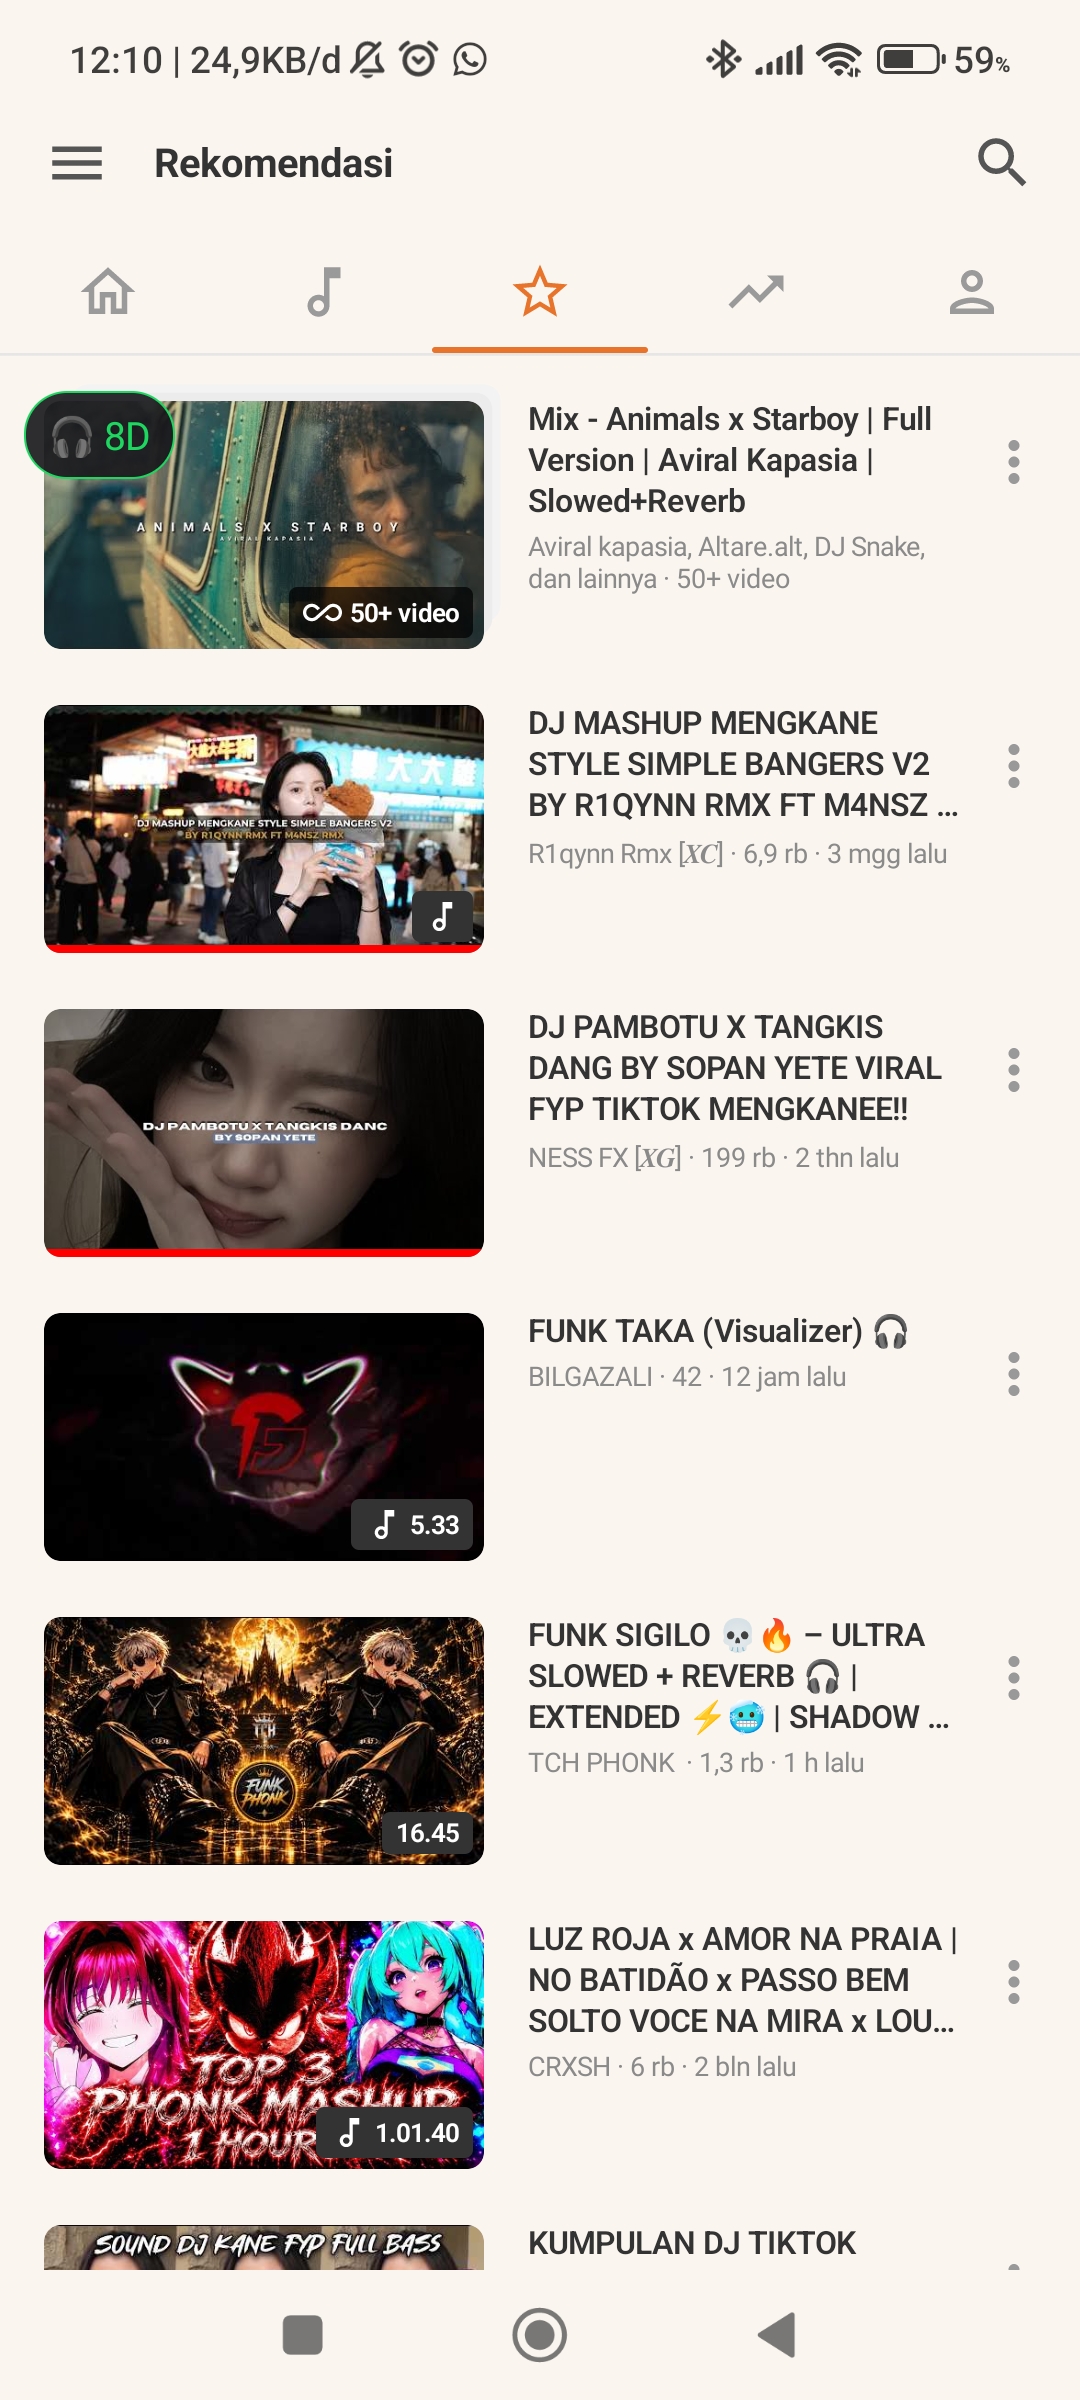 12:10 | 24,9KB/d
59%
Rekomendasi
8D
ANIMALS X STARBOY
AVIRAL KAPASIA
50+ video
Mix - Animals x Starboy | Full
Version | Aviral Kapasia |
Slowed+Reverb
Aviral kapasia, Altare.alt, DJ Snake,
dan lainnya · 50+ video
DJ MASHUP MENGKANE STYLE SIMPLE BANGERS V2
BY R1QYNN RMX FT M4NSZ RMX
DJ MASHUP MENGKANE
STYLE SIMPLE BANGERS V2
BY R1QYNN RMX FT M4NSZ ...
R1qynn Rmx [𝑿𝑪] · 6,9 rb · 3 mgg lalu
DJ PAMBOTU X TANGKIS DANG
BY SOPAN YETE
DJ PAMBOTU X TANGKIS
DANG BY SOPAN YETE VIRAL
FYP TIKTOK MENGKANEE!!
NESS FX [𝑿𝑮] · 199 rb · 2 thn lalu
5.33
FUNK TAKA (Visualizer) 🎧
BILGAZALI · 42 · 12 jam lalu
TCH
FUNK
PHONK
16.45
FUNK SIGILO 💀🔥 – ULTRA
SLOWED + REVERB 🎧 |
EXTENDED ⚡🥶 | SHADOW ...
TCH PHONK · 1,3 rb · 1 h lalu
TOP 3
PHONK MASHUP
1 HOUR
1.01.40
LUZ ROJA x AMOR NA PRAIA |
NO BATIDÃO x PASSO BEM
SOLTO VOCE NA MIRA x LOU...
CRXSH · 6 rb · 2 bln lalu
SOUND DJ KANE FYP FULL BASS
KUMPULAN DJ TIKTOK